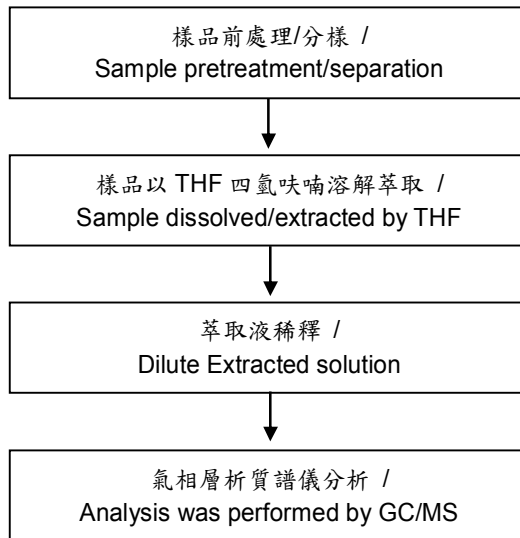 樣品前處理/分樣 /
Sample pretreatment/separation
樣品以 THF 四氫呋喃溶解萃取 /
Sample dissolved/extracted by THF
萃取液稀釋 /
Dilute Extracted solution
氣相層析質譜儀分析 /
Analysis was performed by GC/MS